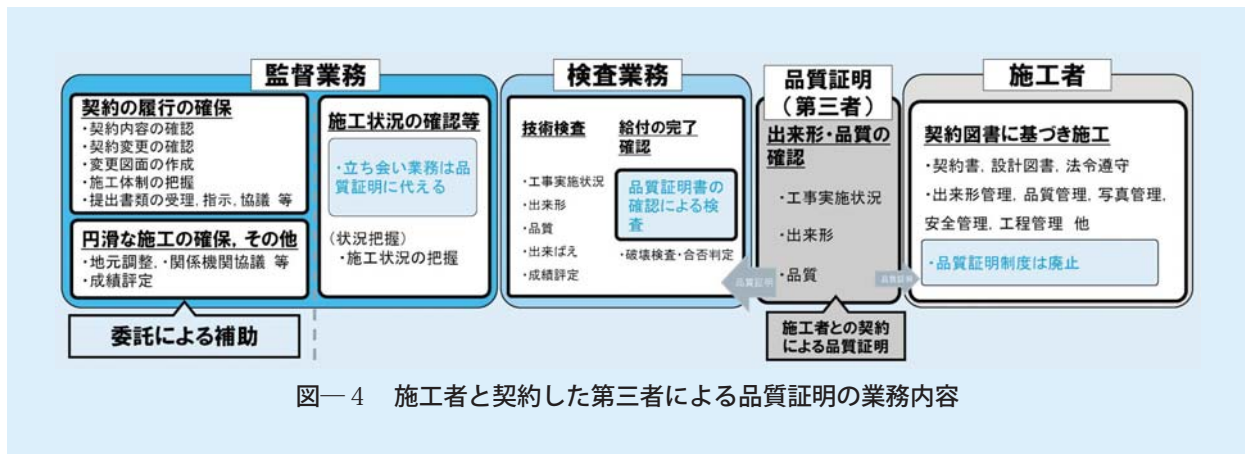 監督業務
契約の履行の確保
・契約内容の確認
・契約変更の確認
・変更図面の作成
・施工体制の把握
・提出書類の受理,指示,協議 等
円滑な施工の確保,その他
・地元調整,・関係機関協議 等
・成績評定
委託による補助
施工状況の確認等
・立ち会い業務は品
質証明に代える
(状況把握)
・施工状況の把握
検査業務
技術検査
・工事実施状況
・出来形
・品質
・出来ばえ
・成績評定
給付の完了
確認
品質証明書の
確認による検
査
・破壊検査・合否判定
品質証明
(第三者)
出来形・品質の
確認
・工事実施状況
・出来形
・品質
品質証明
品質証明
施工者との契約
による品質証明
施工者
契約図書に基づき施工
・契約書,設計図書,法令遵守
・出来形管理,品質管理,写真管理,
安全管理,工程管理 他
・品質証明制度は廃止
図―4 施工者と契約した第三者による品質証明の業務内容